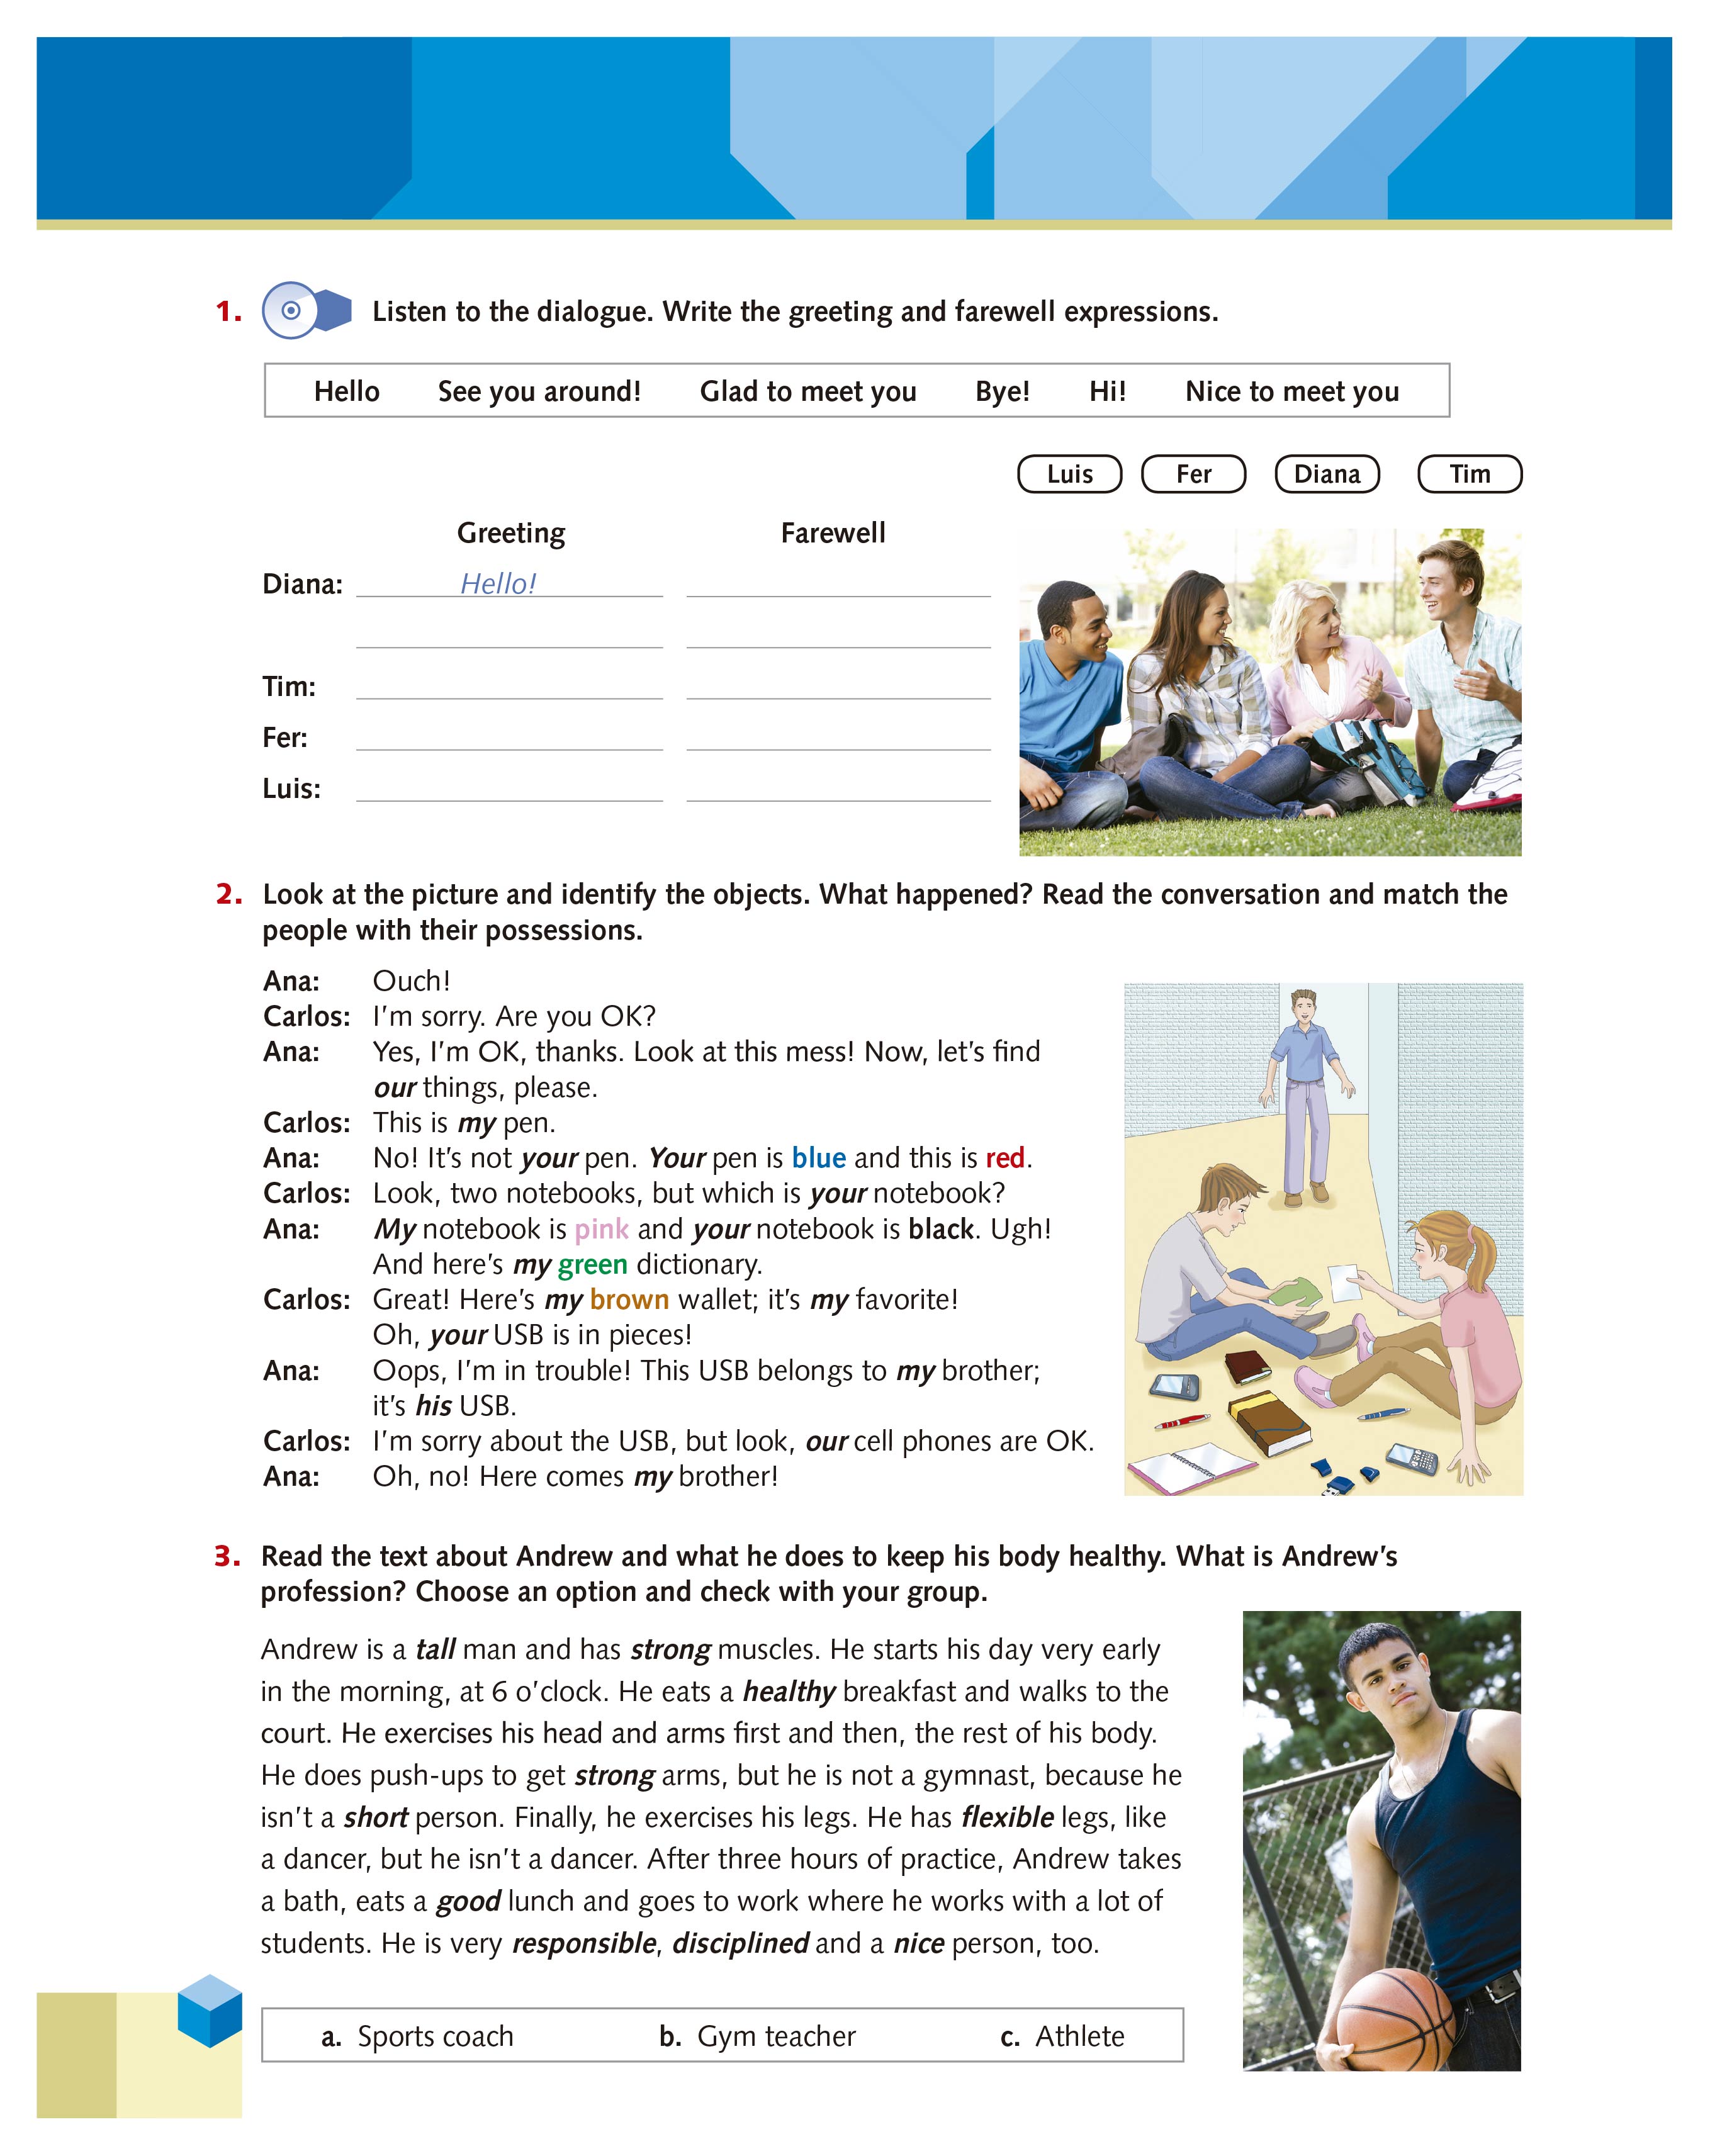 1. Listen to the dialogue. Write the greeting and farewell expressions.
Hello See you around! Glad to meet you Bye! Hi! Nice to meet you
Luis Fer Diana Tim
Greeting Farewell
Diana: Hello!
Tim:
Fer:
Luis:
2. Look at the picture and identify the objects. What happened? Read the conversation and match the
people with their possessions.
Ana: Ouch!
Carlos: I'm sorry. Are you OK?
Ana: Yes, I'm OK, thanks. Look at this mess! Now, let's find
our things, please.
Carlos: This is my pen.
Ana: No! It's not your pen. Your pen is blue and this is red.
Carlos: Look, two notebooks, but which is your notebook?
Ana: My notebook is pink and your notebook is black. Ugh!
And here's my green dictionary.
Carlos: Great! Here's my brown wallet; it's my favorite!
Oh, your USB is in pieces!
Ana: Oops, I'm in trouble! This USB belongs to my brother;
it's his USB.
Carlos: I'm sorry about the USB, but look, our cell phones are OK.
Ana: Oh, no! Here comes my brother!
3. Read the text about Andrew and what he does to keep his body healthy. What is Andrew's
profession? Choose an option and check with your group.
Andrew is a tall man and has strong muscles. He starts his day very early
in the morning, at 6 o'clock. He eats a healthy breakfast and walks to the
court. He exercises his head and arms first and then, the rest of his body.
He does push-ups to get strong arms, but he is not a gymnast, because he
isn't a short person. Finally, he exercises his legs. He has flexible legs, like
a dancer, but he isn't a dancer. After three hours of practice, Andrew takes
a bath, eats a good lunch and goes to work where he works with a lot of
students. He is very responsible, disciplined and a nice person, too.
a. Sports coach b. Gym teacher c. Athlete